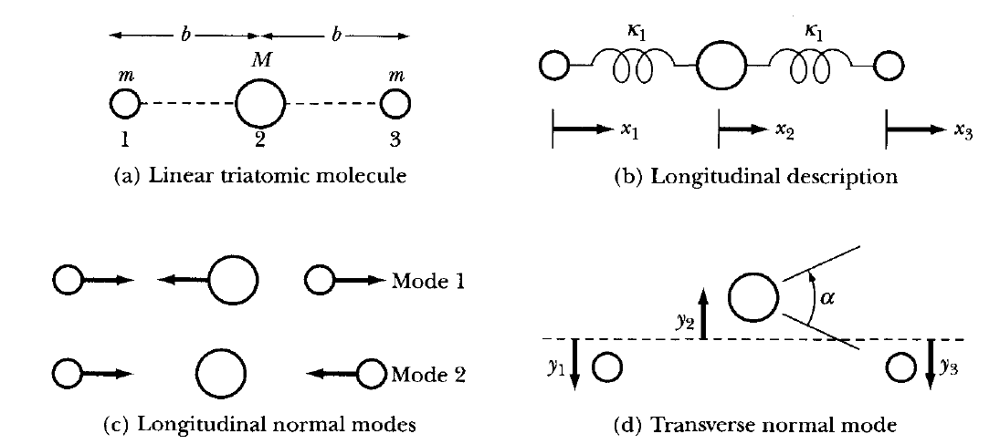 b b
M
m m
1 2 3
(a) Linear triatomic molecule
κ₁ κ₁
x₁ x₂ x₃
(b) Longitudinal description
Mode 1
Mode 2
(c) Longitudinal normal modes
α
y₂
y₁ y₃
(d) Transverse normal mode